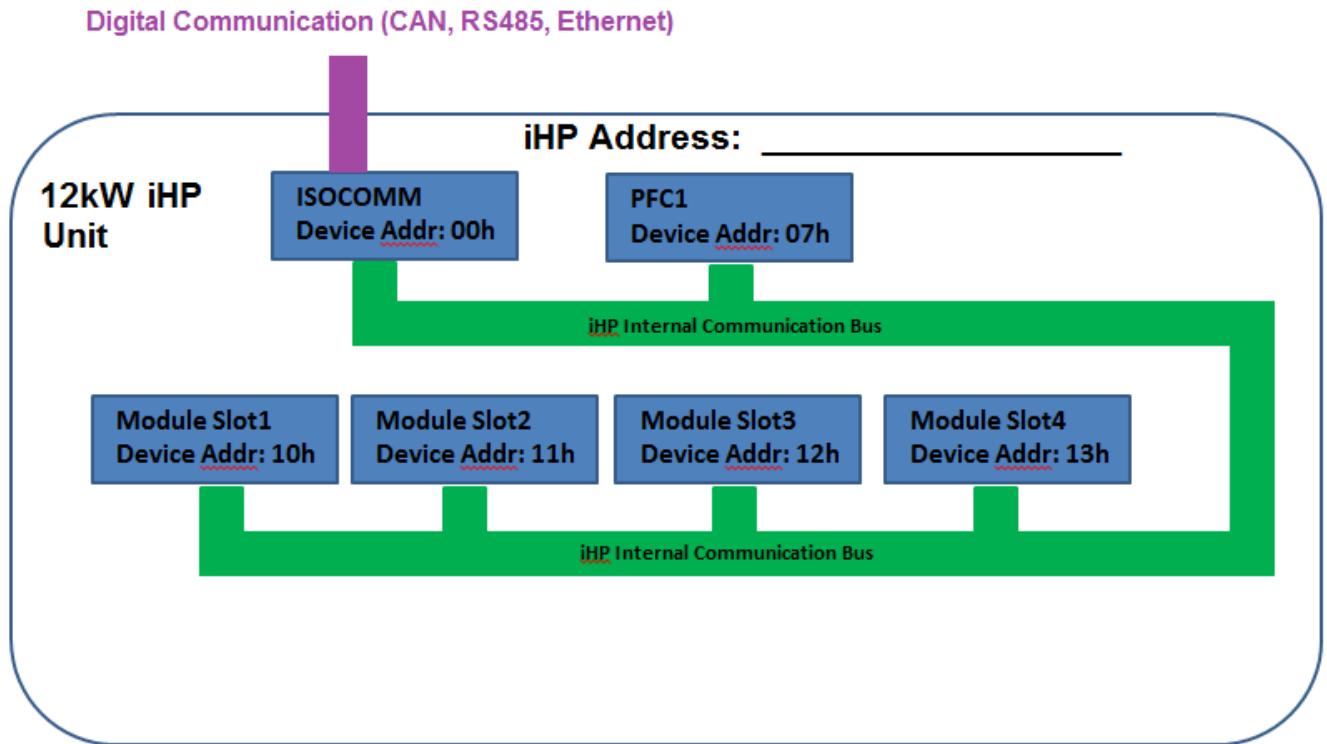 Digital Communication (CAN, RS485, Ethernet)
iHP Address: ___________________
12kW iHP
Unit
ISOCOMM
Device Addr: 00h
PFC1
Device Addr: 07h
iHP Internal Communication Bus
Module Slot1
Device Addr: 10h
Module Slot2
Device Addr: 11h
Module Slot3
Device Addr: 12h
Module Slot4
Device Addr: 13h
iHP Internal Communication Bus